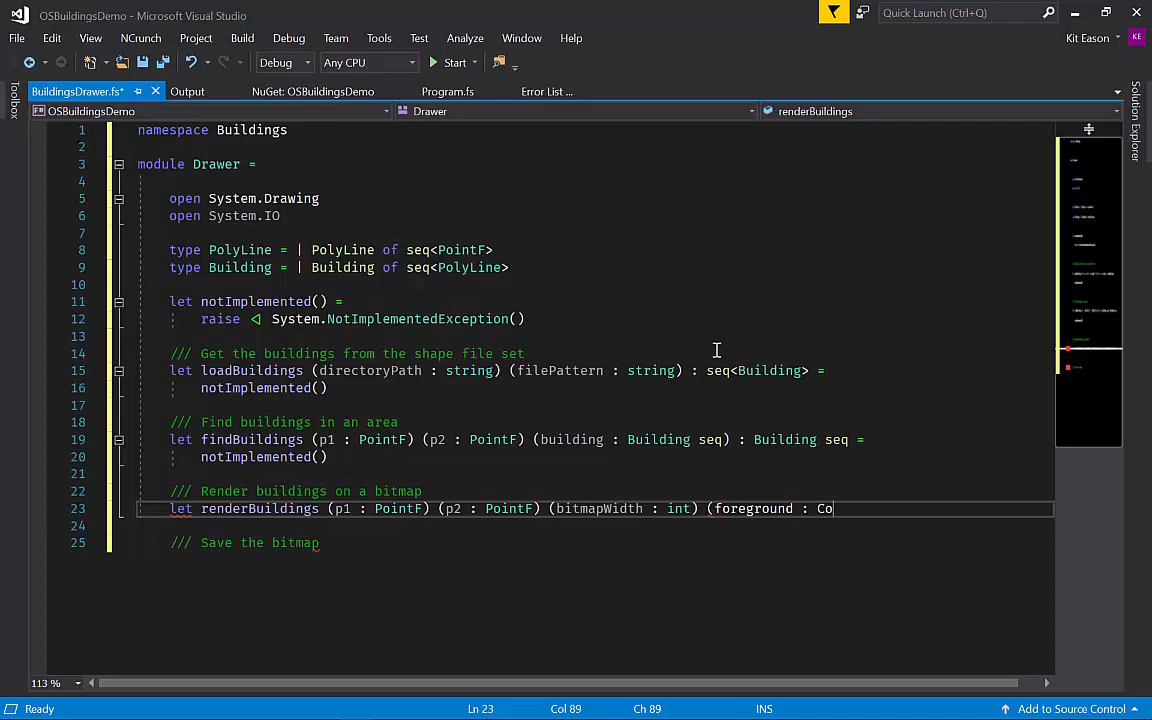 OSBuildingsDemo - Microsoft Visual Studio
Quick Launch (Ctrl+Q)
File Edit View NCrunch Project Build Debug Team Tools Test Analyze Window Help
Kit Eason KE
Debug Any CPU Start
Toolbox
BuildingsDrawer.fs* Output NuGet: OSBuildingsDemo Program.fs Error List ...
Solution Explorer
OSBuildingsDemo Drawer renderBuildings
1 namespace Buildings
2
3 module Drawer =
4
5 open System.Drawing
6 open System.IO
7
8 type PolyLine = | PolyLine of seq<PointF>
9 type Building = | Building of seq<PolyLine>
10
11 let notImplemented() =
12 raise <| System.NotImplementedException()
13
14 /// Get the buildings from the shape file set
15 let loadBuildings (directoryPath : string) (filePattern : string) : seq<Building> =
16 notImplemented()
17
18 /// Find buildings in an area
19 let findBuildings (p1 : PointF) (p2 : PointF) (building : Building seq) : Building seq =
20 notImplemented()
21
22 /// Render buildings on a bitmap
23 let renderBuildings (p1 : PointF) (p2 : PointF) (bitmapWidth : int) (foreground : Co
24
25 /// Save the bitmap
113 %
Ready Ln 23 Col 89 Ch 89 INS Add to Source Control